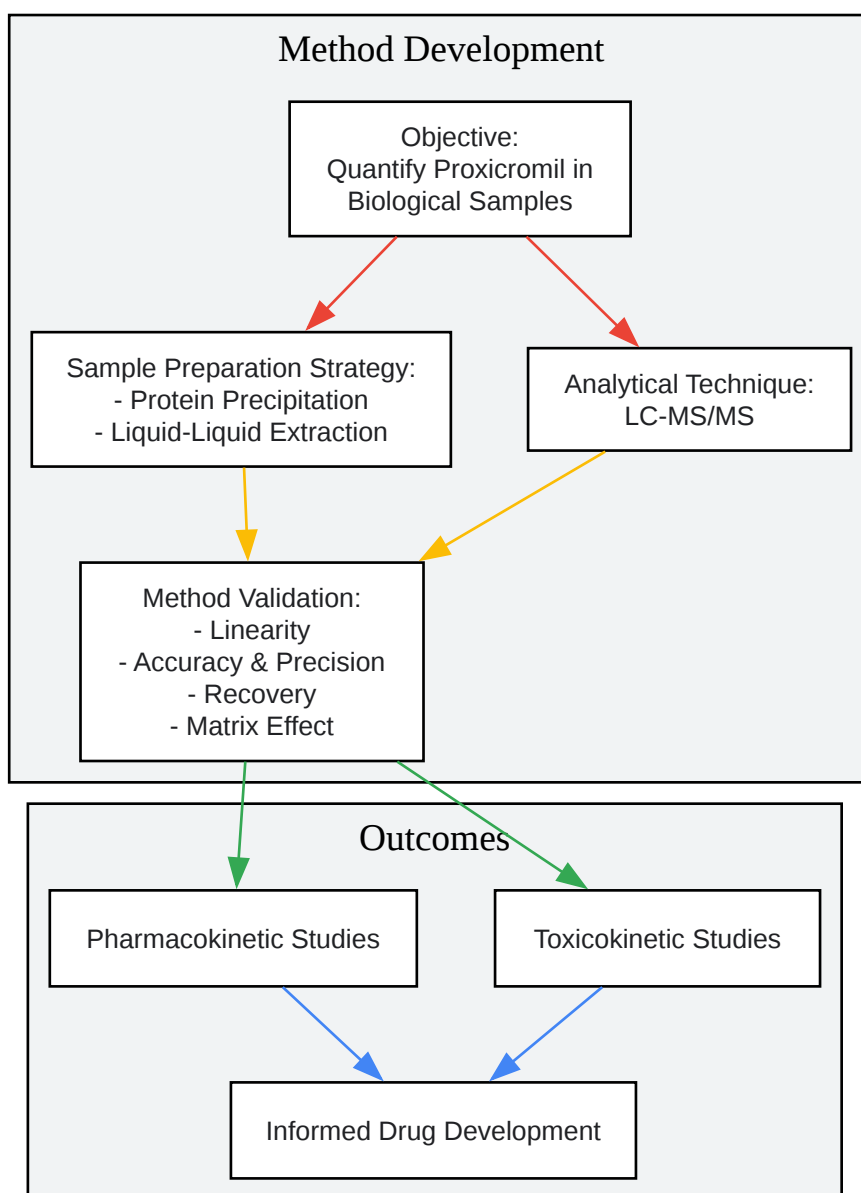 Method Development
Objective:
Quantify Proxicromil in
Biological Samples
Sample Preparation Strategy:
- Protein Precipitation
- Liquid-Liquid Extraction
Analytical Technique:
LC-MS/MS
Method Validation:
- Linearity
- Accuracy & Precision
- Recovery
- Matrix Effect
Outcomes
Pharmacokinetic Studies
Toxicokinetic Studies
Informed Drug Development